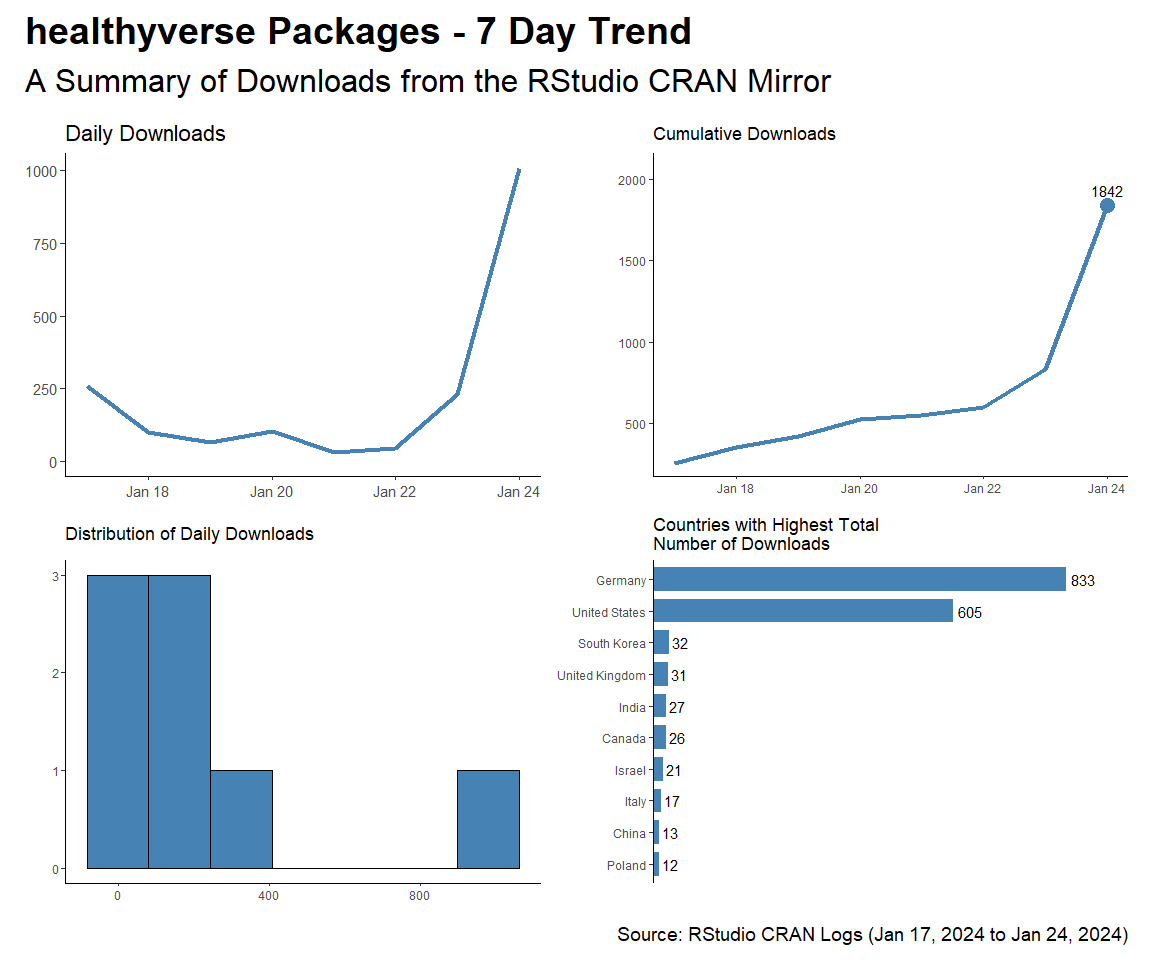 healthyverse Packages - 7 Day Trend
A Summary of Downloads from the RStudio CRAN Mirror
Daily Downloads
1000
750
500
250
0
Jan 18
Jan 20
Jan 22
Jan 24
Cumulative Downloads
2000
1500
1000
500
1842
Jan 18
Jan 20
Jan 22
Jan 24
Distribution of Daily Downloads
3
2
1
0
0
400
800
Countries with Highest Total
Number of Downloads
Germany 833
United States 605
South Korea 32
United Kingdom 31
India 27
Canada 26
Israel 21
Italy 17
China 13
Poland 12
Source: RStudio CRAN Logs (Jan 17, 2024 to Jan 24, 2024)